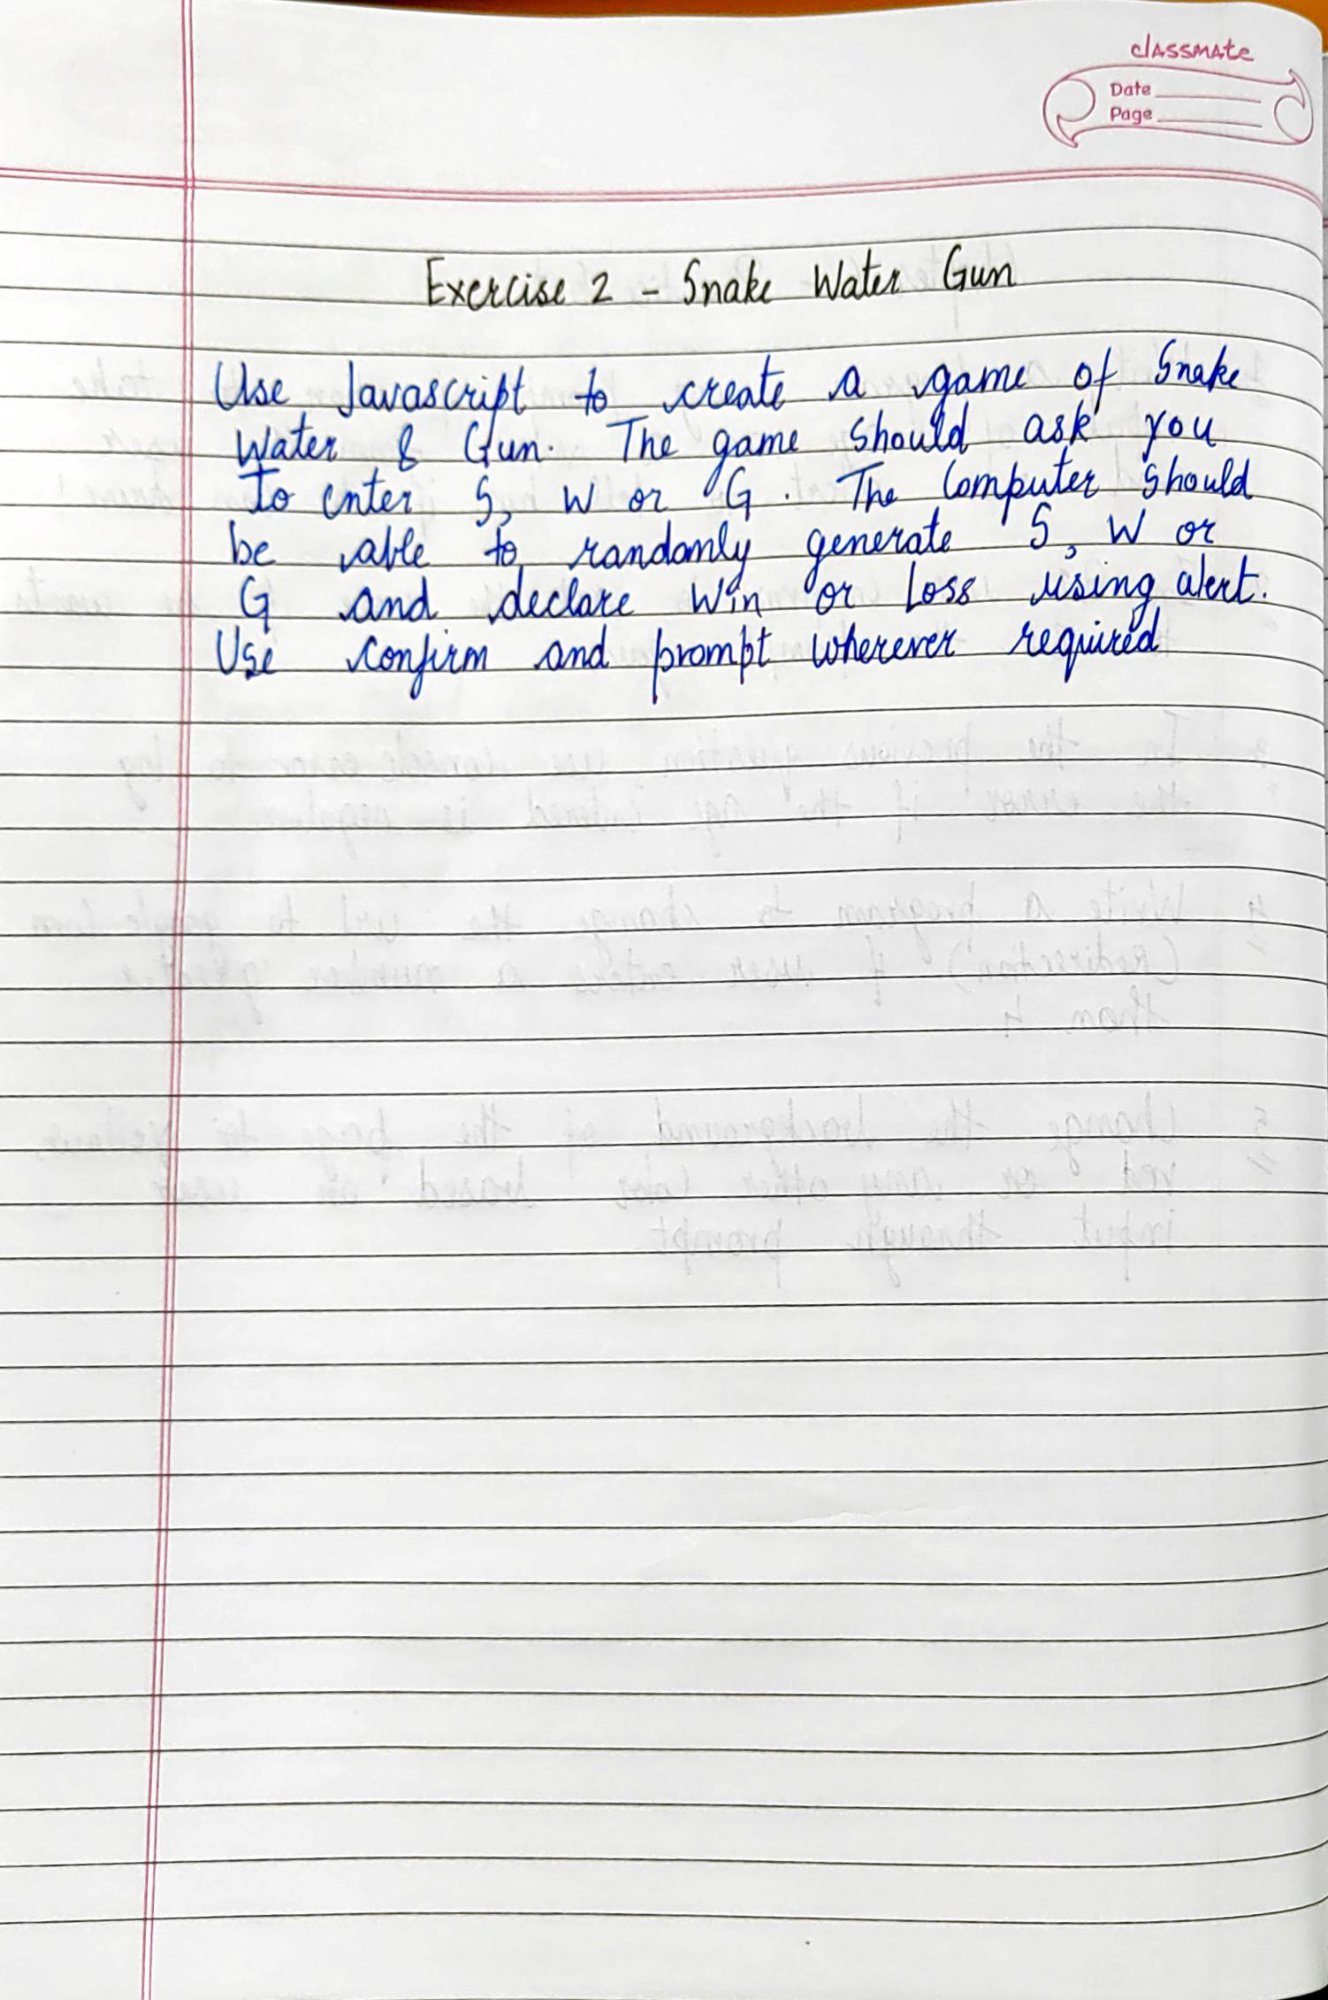 classmate
Date
Page
Exercise 2 - Snake Water Gun
Use Javascript to create a game of Snake
Water & Gun. The game should ask you
to enter S, W or G. The Computer should
be able to randomly generate S, W or
G and declare Win or Loss using alert.
Use confirm and prompt wherever required